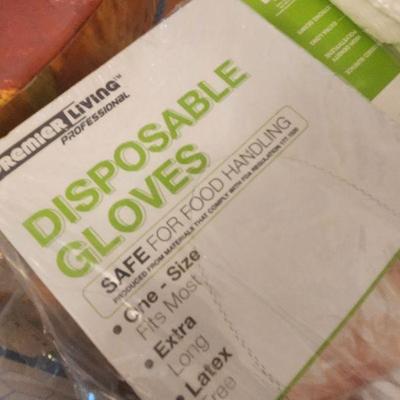 PREMIER LIVING™
PROFESSIONAL
DISPOSABLE
GLOVES
SAFE FOR FOOD HANDLING
PRODUCED FROM MATERIALS THAT COMPLY WITH FDA REGULATION 177.1520
• One - Size
Fits Most
• Extra
Long
• Latex
Free